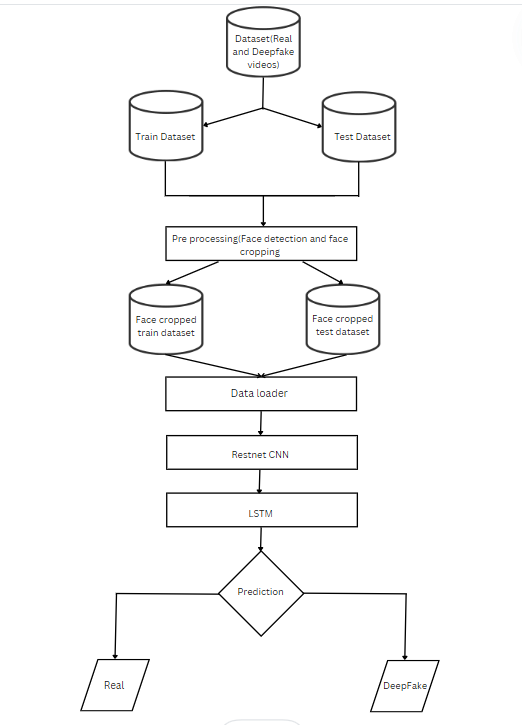 Dataset(Real
and Deepfake
videos)
Train Dataset
Test Dataset
Pre processing(Face detection and face
cropping
Face cropped
train dataset
Face cropped
test dataset
Data loader
Restnet CNN
LSTM
Prediction
Real
DeepFake